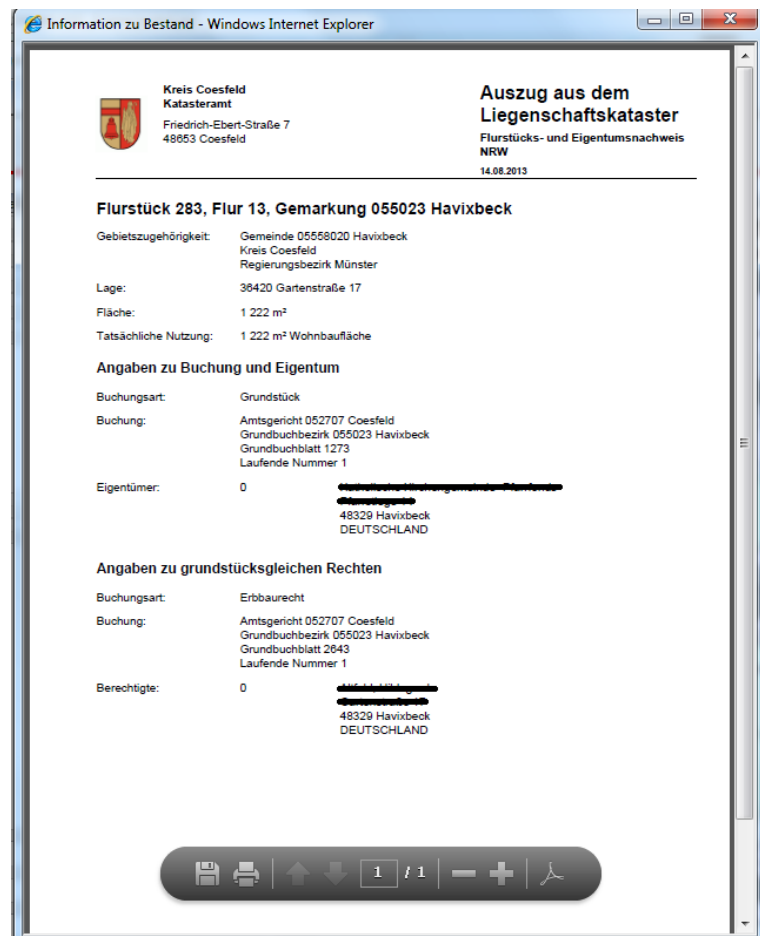 Information zu Bestand - Windows Internet Explorer
Kreis Coesfeld
Katasteramt
Friedrich-Ebert-Straße 7
48653 Coesfeld
Auszug aus dem
Liegenschaftskataster
Flurstücks- und Eigentumsnachweis
NRW
14.08.2013
Flurstück 283, Flur 13, Gemarkung 055023 Havixbeck
Gebietszugehörigkeit: Gemeinde 05558020 Havixbeck
Kreis Coesfeld
Regierungsbezirk Münster
Lage: 36420 Gartenstraße 17
Fläche: 1 222 m²
Tatsächliche Nutzung: 1 222 m² Wohnbaufläche
Angaben zu Buchung und Eigentum
Buchungsart: Grundstück
Buchung: Amtsgericht 052707 Coesfeld
Grundbuchbezirk 055023 Havixbeck
Grundbuchblatt 1273
Laufende Nummer 1
Eigentümer: 0
48329 Havixbeck
DEUTSCHLAND
Angaben zu grundstücksgleichen Rechten
Buchungsart: Erbbaurecht
Buchung: Amtsgericht 052707 Coesfeld
Grundbuchbezirk 055023 Havixbeck
Grundbuchblatt 2643
Laufende Nummer 1
Berechtigte: 0
48329 Havixbeck
DEUTSCHLAND
1 / 1